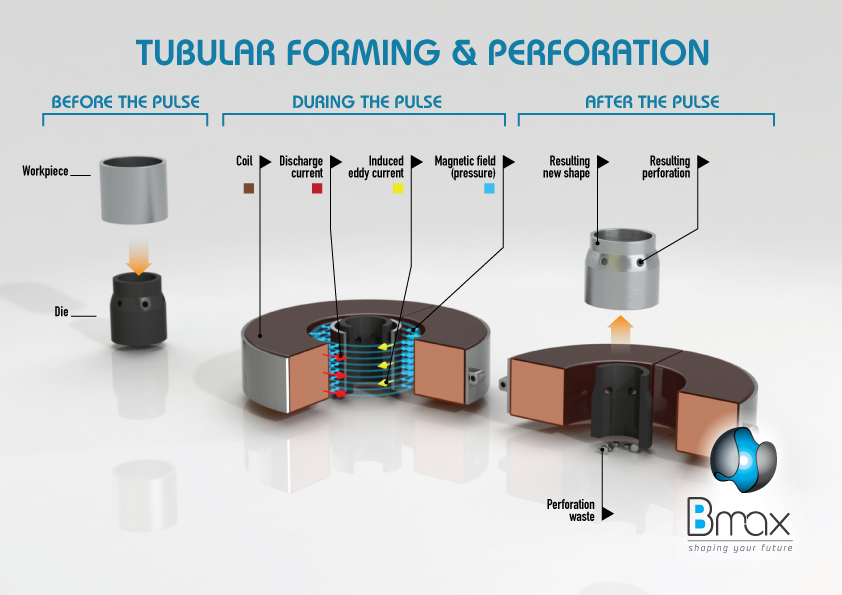 TUBULAR FORMING & PERFORATION
BEFORE THE PULSE
DURING THE PULSE
AFTER THE PULSE
Workpiece
Die
Coil
Discharge
current
Induced
eddy current
Magnetic field
(pressure)
Resulting
new shape
Resulting
perforation
Perforation
waste
Bmax
shaping your future